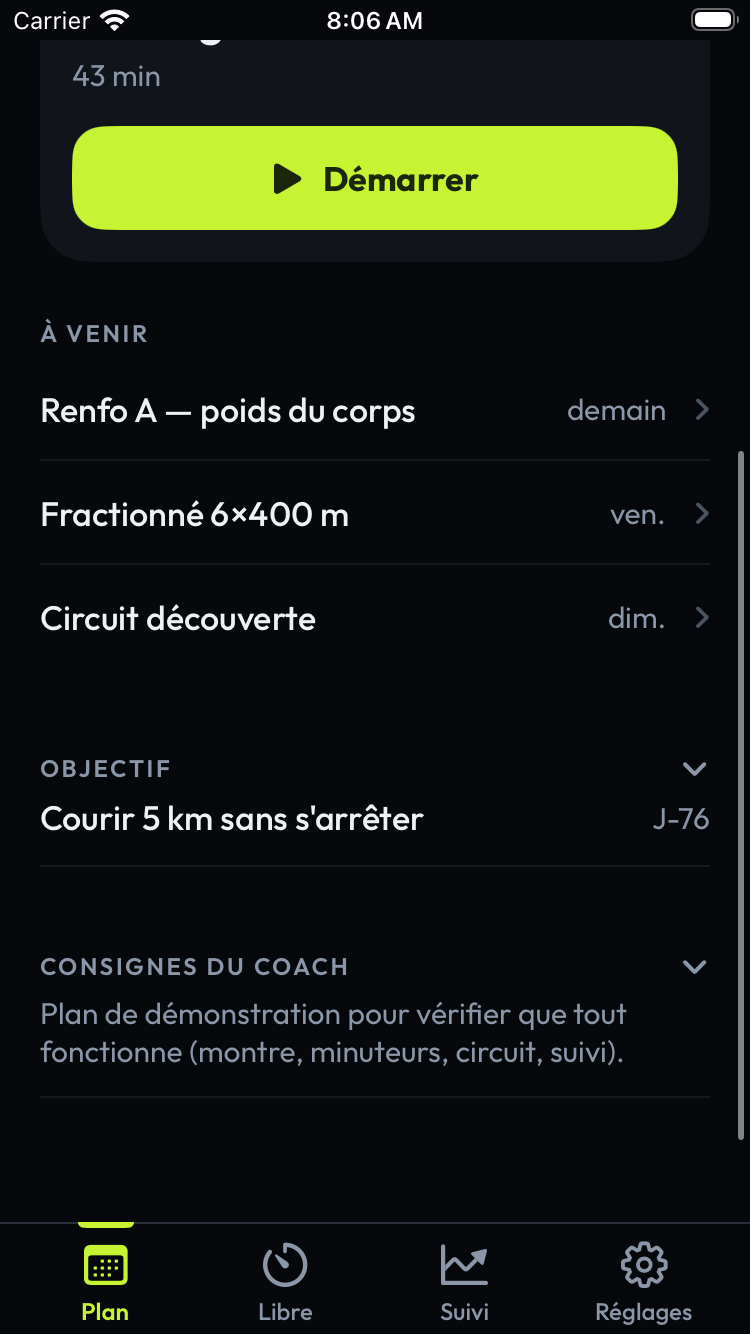 Carrier 8:06 AM
43 min
Démarrer
À VENIR
Renfo A — poids du corps demain
Fractionné 6×400 m ven.
Circuit découverte dim.
OBJECTIF
Courir 5 km sans s'arrêter J-76
CONSIGNES DU COACH
Plan de démonstration pour vérifier que tout
fonctionne (montre, minuteurs, circuit, suivi).
Plan Libre Suivi Réglages